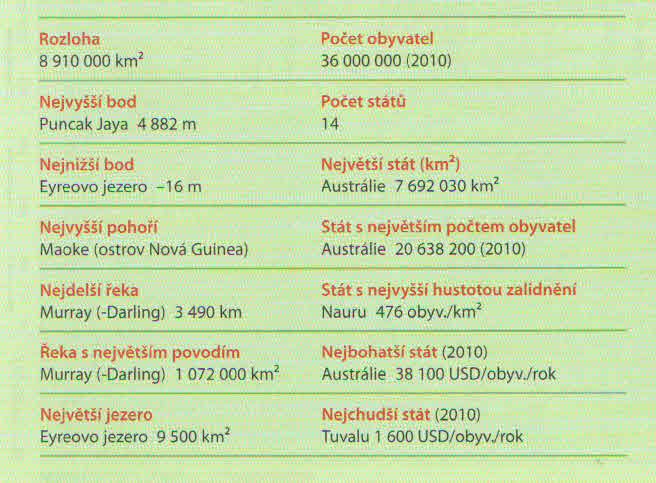 Rozloha
8 910 000 km²
Počet obyvatel
36 000 000 (2010)
Nejvyšší bod
Puncak Jaya 4 882 m
Počet států
14
Nejnižší bod
Eyreovo jezero –16 m
Největší stát (km²)
Austrálie 7 692 030 km²
Nejvyšší pohoří
Maoke (ostrov Nová Guinea)
Stát s největším počtem obyvatel
Austrálie 20 638 200 (2010)
Nejdelší řeka
Murray (-Darling) 3 490 km
Stát s nejvyšší hustotou zalidnění
Nauru 476 obyv./km²
Řeka s největším povodím
Murray (-Darling) 1 072 000 km²
Nejbohatší stát (2010)
Austrálie 38 100 USD/obyv./rok
Největší jezero
Eyreovo jezero 9 500 km²
Nejchudší stát (2010)
Tuvalu 1 600 USD/obyv./rok